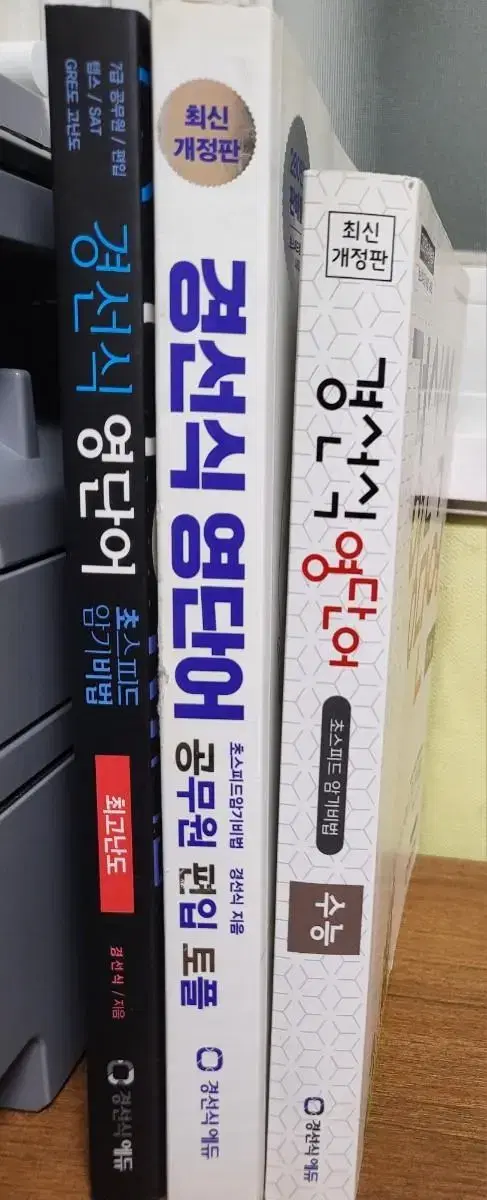 7급 공무원 / 편입
텝스 / SAT
GRE도 고난도
경선식
영단어
초스피드
암기비법
최고난도
경선식 / 지음
경선식에듀
최신
개정판
경선식 영단어
초스피드암기비법 경선식 지음
공무원 편입 토플
경선식에듀
최신
개정판
경선식
영단어
초스피드 암기비법
수능
경선식에듀